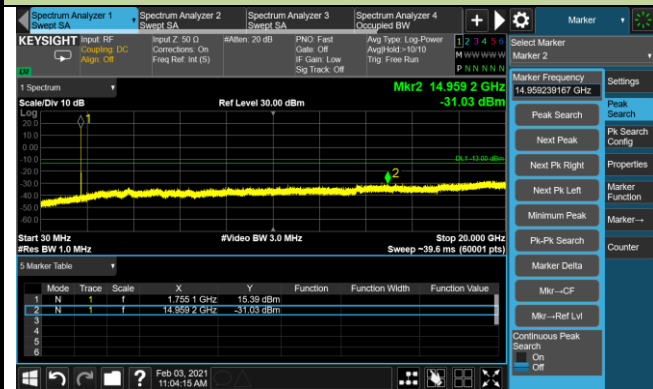 Spectrum Analyzer 1
Swept SA
Spectrum Analyzer 2
Swept SA
Spectrum Analyzer 3
Swept SA
Spectrum Analyzer 4
Occupied BW
Marker
KEYSIGHT
Input: RF
Coupling: DC
Align: Off
Input Z: 50 Ω
Corrections: On
Freq Ref: Int (S)
#Atten: 20 dB
PNO: Fast
Gate: Off
IF Gain: Low
Sig Track: Off
Avg Type: Log-Power
Avg|Hold:>10/10
Trig: Free Run
1 2 3 4 5 6
M W W W W W
P N N N N N
Select Marker
Marker 2
1 Spectrum
Mkr2 14.959 2 GHz
-31.03 dBm
Scale/Div 10 dB
Ref Level 30.00 dBm
Log
20.0
10.0
0.00
-10.0
-20.0
-30.0
-40.0
-50.0
-60.0
1
2
DL1 -13.00 dBm
Start 30 MHz
#Video BW 3.0 MHz
Stop 20.000 GHz
#Res BW 1.0 MHz
Sweep ~39.6 ms (60001 pts)
5 Marker Table
Mode Trace Scale X Y Function Function Width Function Value
1 N 1 f 1.755 1 GHz 15.39 dBm
2 N 1 f 14.959 2 GHz -31.03 dBm
3
4
5
6
Marker Frequency
14.959239167 GHz
Peak Search
Next Peak
Next Pk Right
Next Pk Left
Minimum Peak
Pk-Pk Search
Marker Delta
Mkr→CF
Mkr→Ref Lvl
Continuous Peak
Search
On
Off
Settings
Peak
Search
Pk Search
Config
Properties
Marker
Function
Marker→
Counter
?
Feb 03, 2021
11:04:15 AM